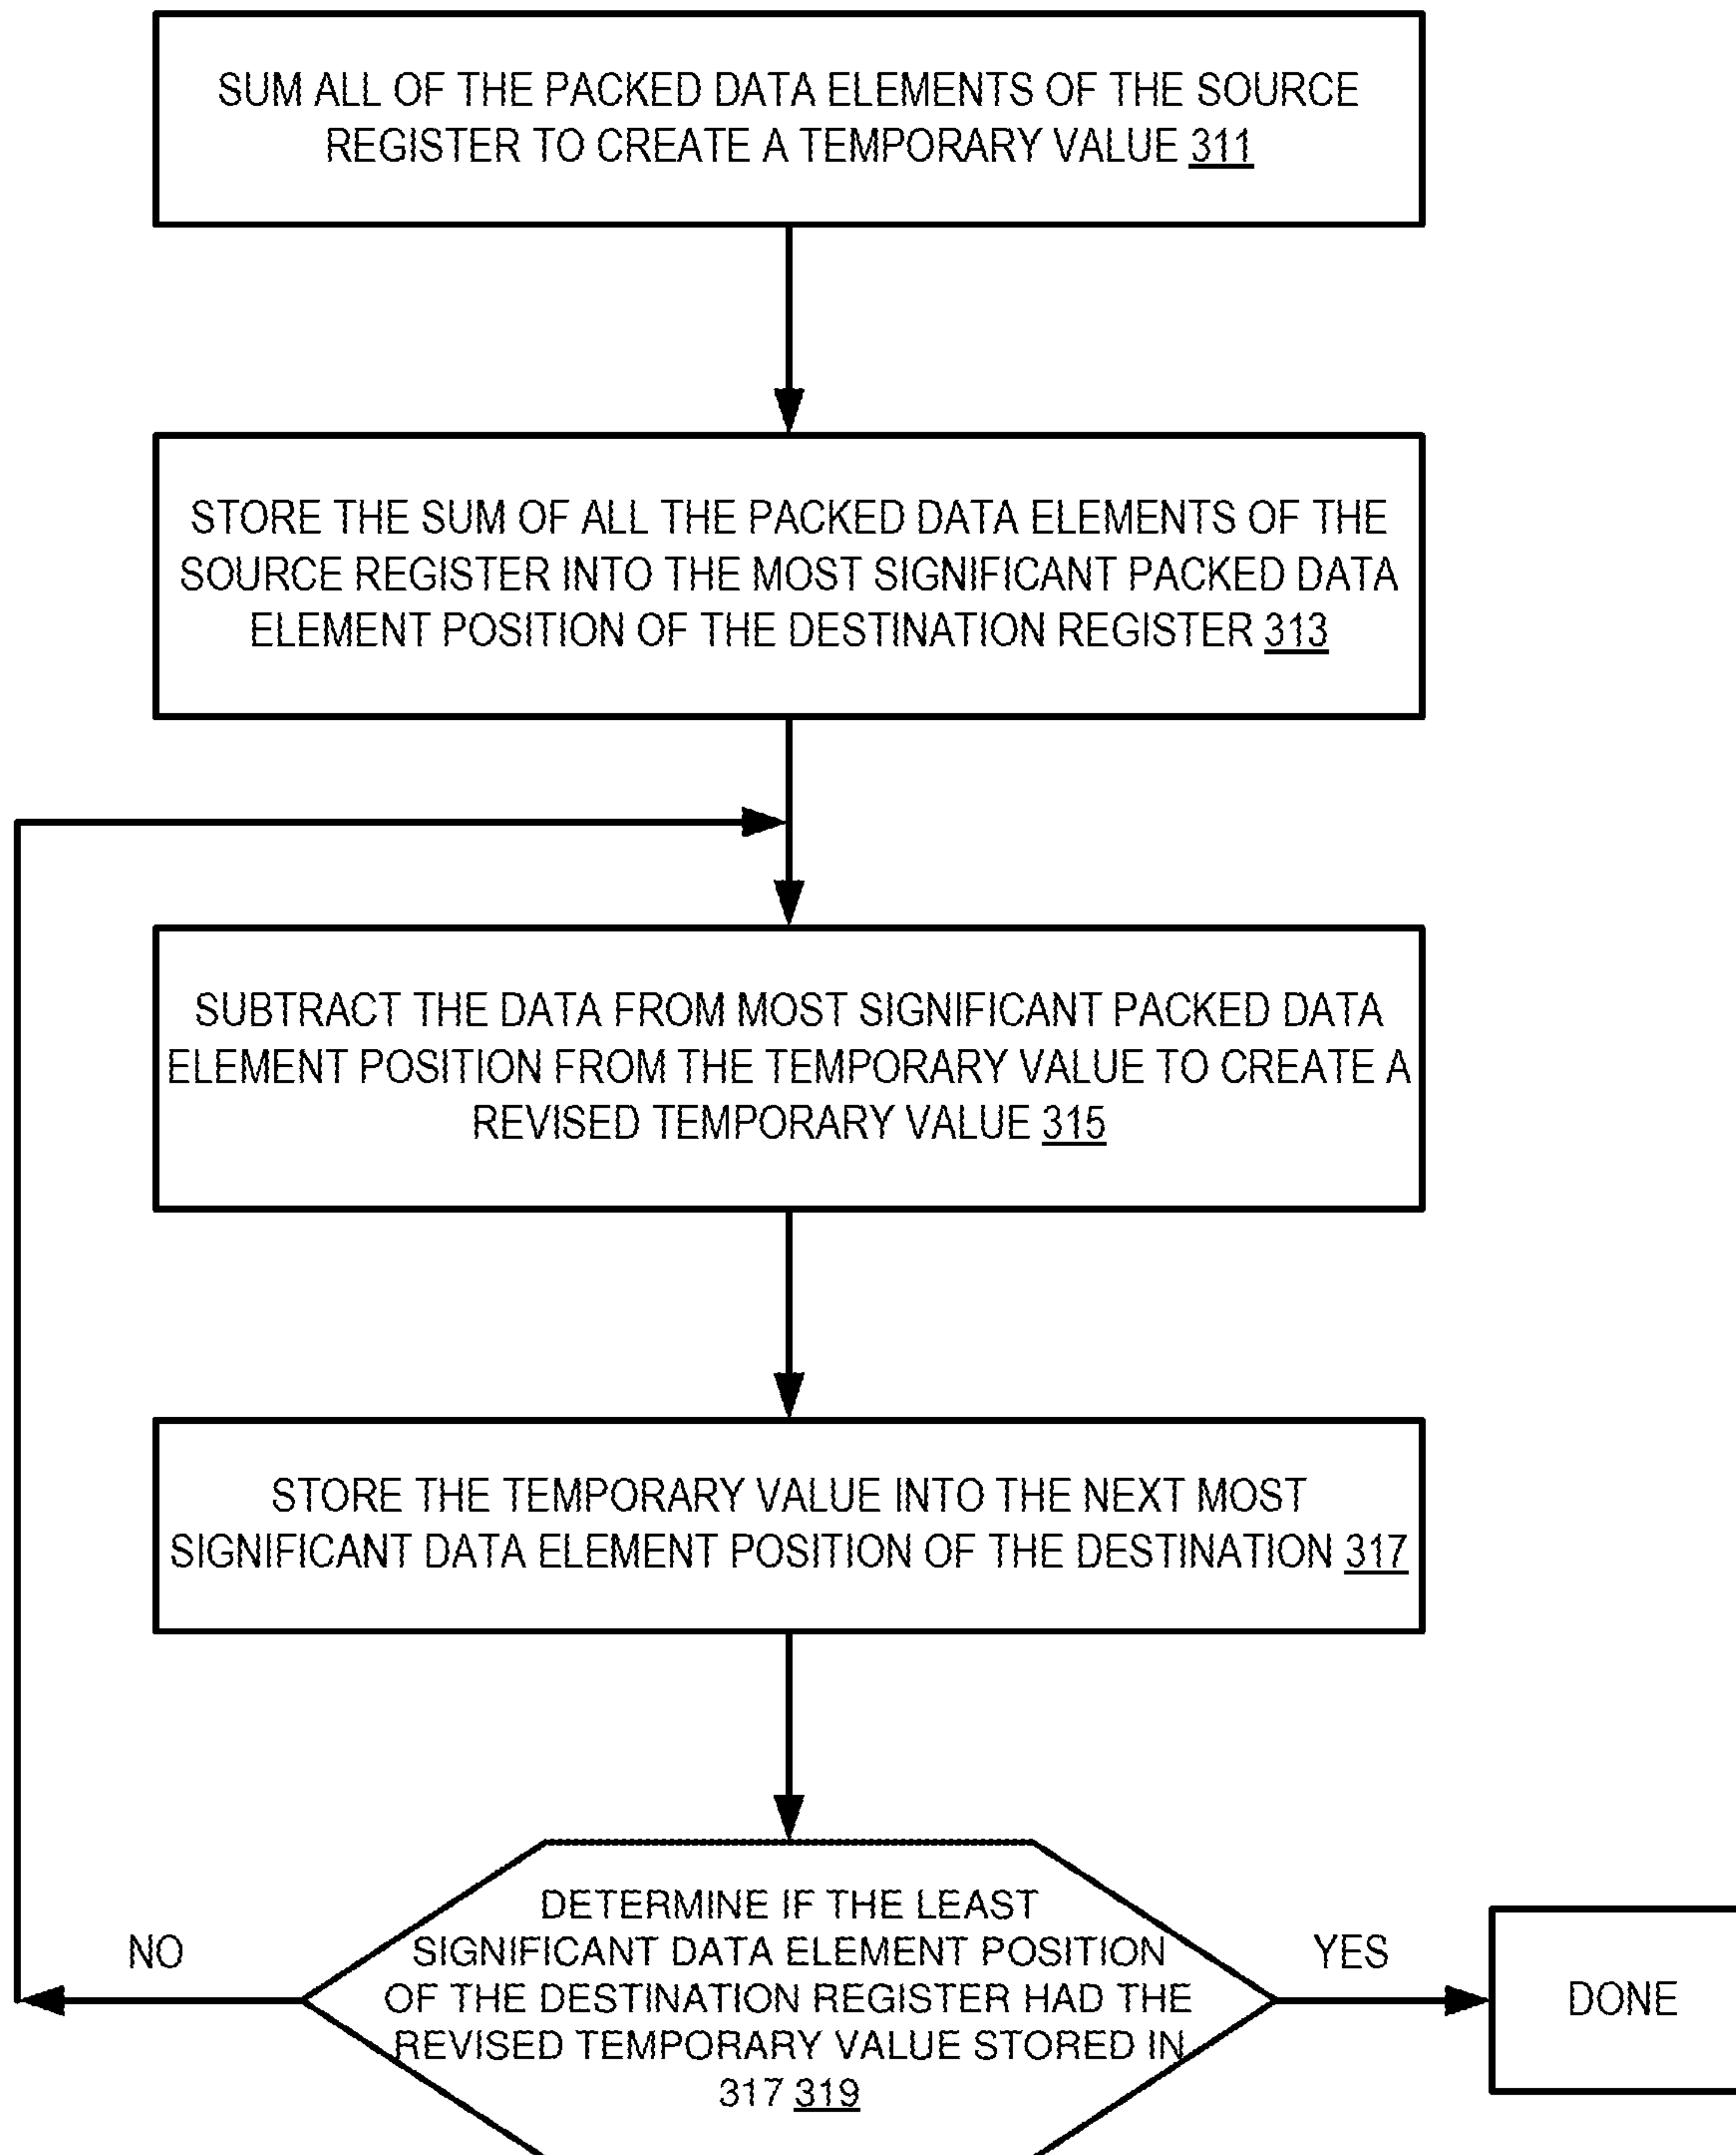 SUM ALL OF THE PACKED DATA ELEMENTS OF THE SOURCE
REGISTER TO CREATE A TEMPORARY VALUE 311
STORE THE SUM OF ALL THE PACKED DATA ELEMENTS OF THE
SOURCE REGISTER INTO THE MOST SIGNIFICANT PACKED DATA
ELEMENT POSITION OF THE DESTINATION REGISTER 313
SUBTRACT THE DATA FROM MOST SIGNIFICANT PACKED DATA
ELEMENT POSITION FROM THE TEMPORARY VALUE TO CREATE A
REVISED TEMPORARY VALUE 315
STORE THE TEMPORARY VALUE INTO THE NEXT MOST
SIGNIFICANT DATA ELEMENT POSITION OF THE DESTINATION 317
DETERMINE IF THE LEAST
SIGNIFICANT DATA ELEMENT POSITION
OF THE DESTINATION REGISTER HAD THE
REVISED TEMPORARY VALUE STORED IN
317 319
NO
YES
DONE